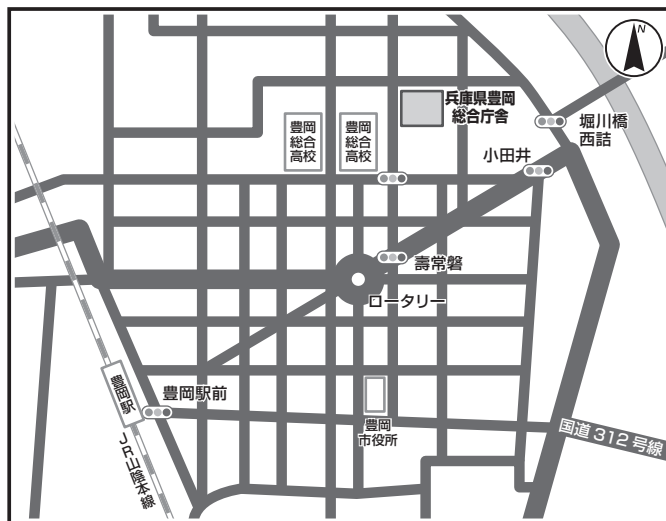 N
兵庫県豊岡
総合庁舎
豊岡
総合
高校
豊岡
総合
高校
堀川橋
西詰
小田井
壽常磐
ロータリー
豊岡駅
豊岡駅前
豊岡
市役所
国道312号線
JR山陰本線